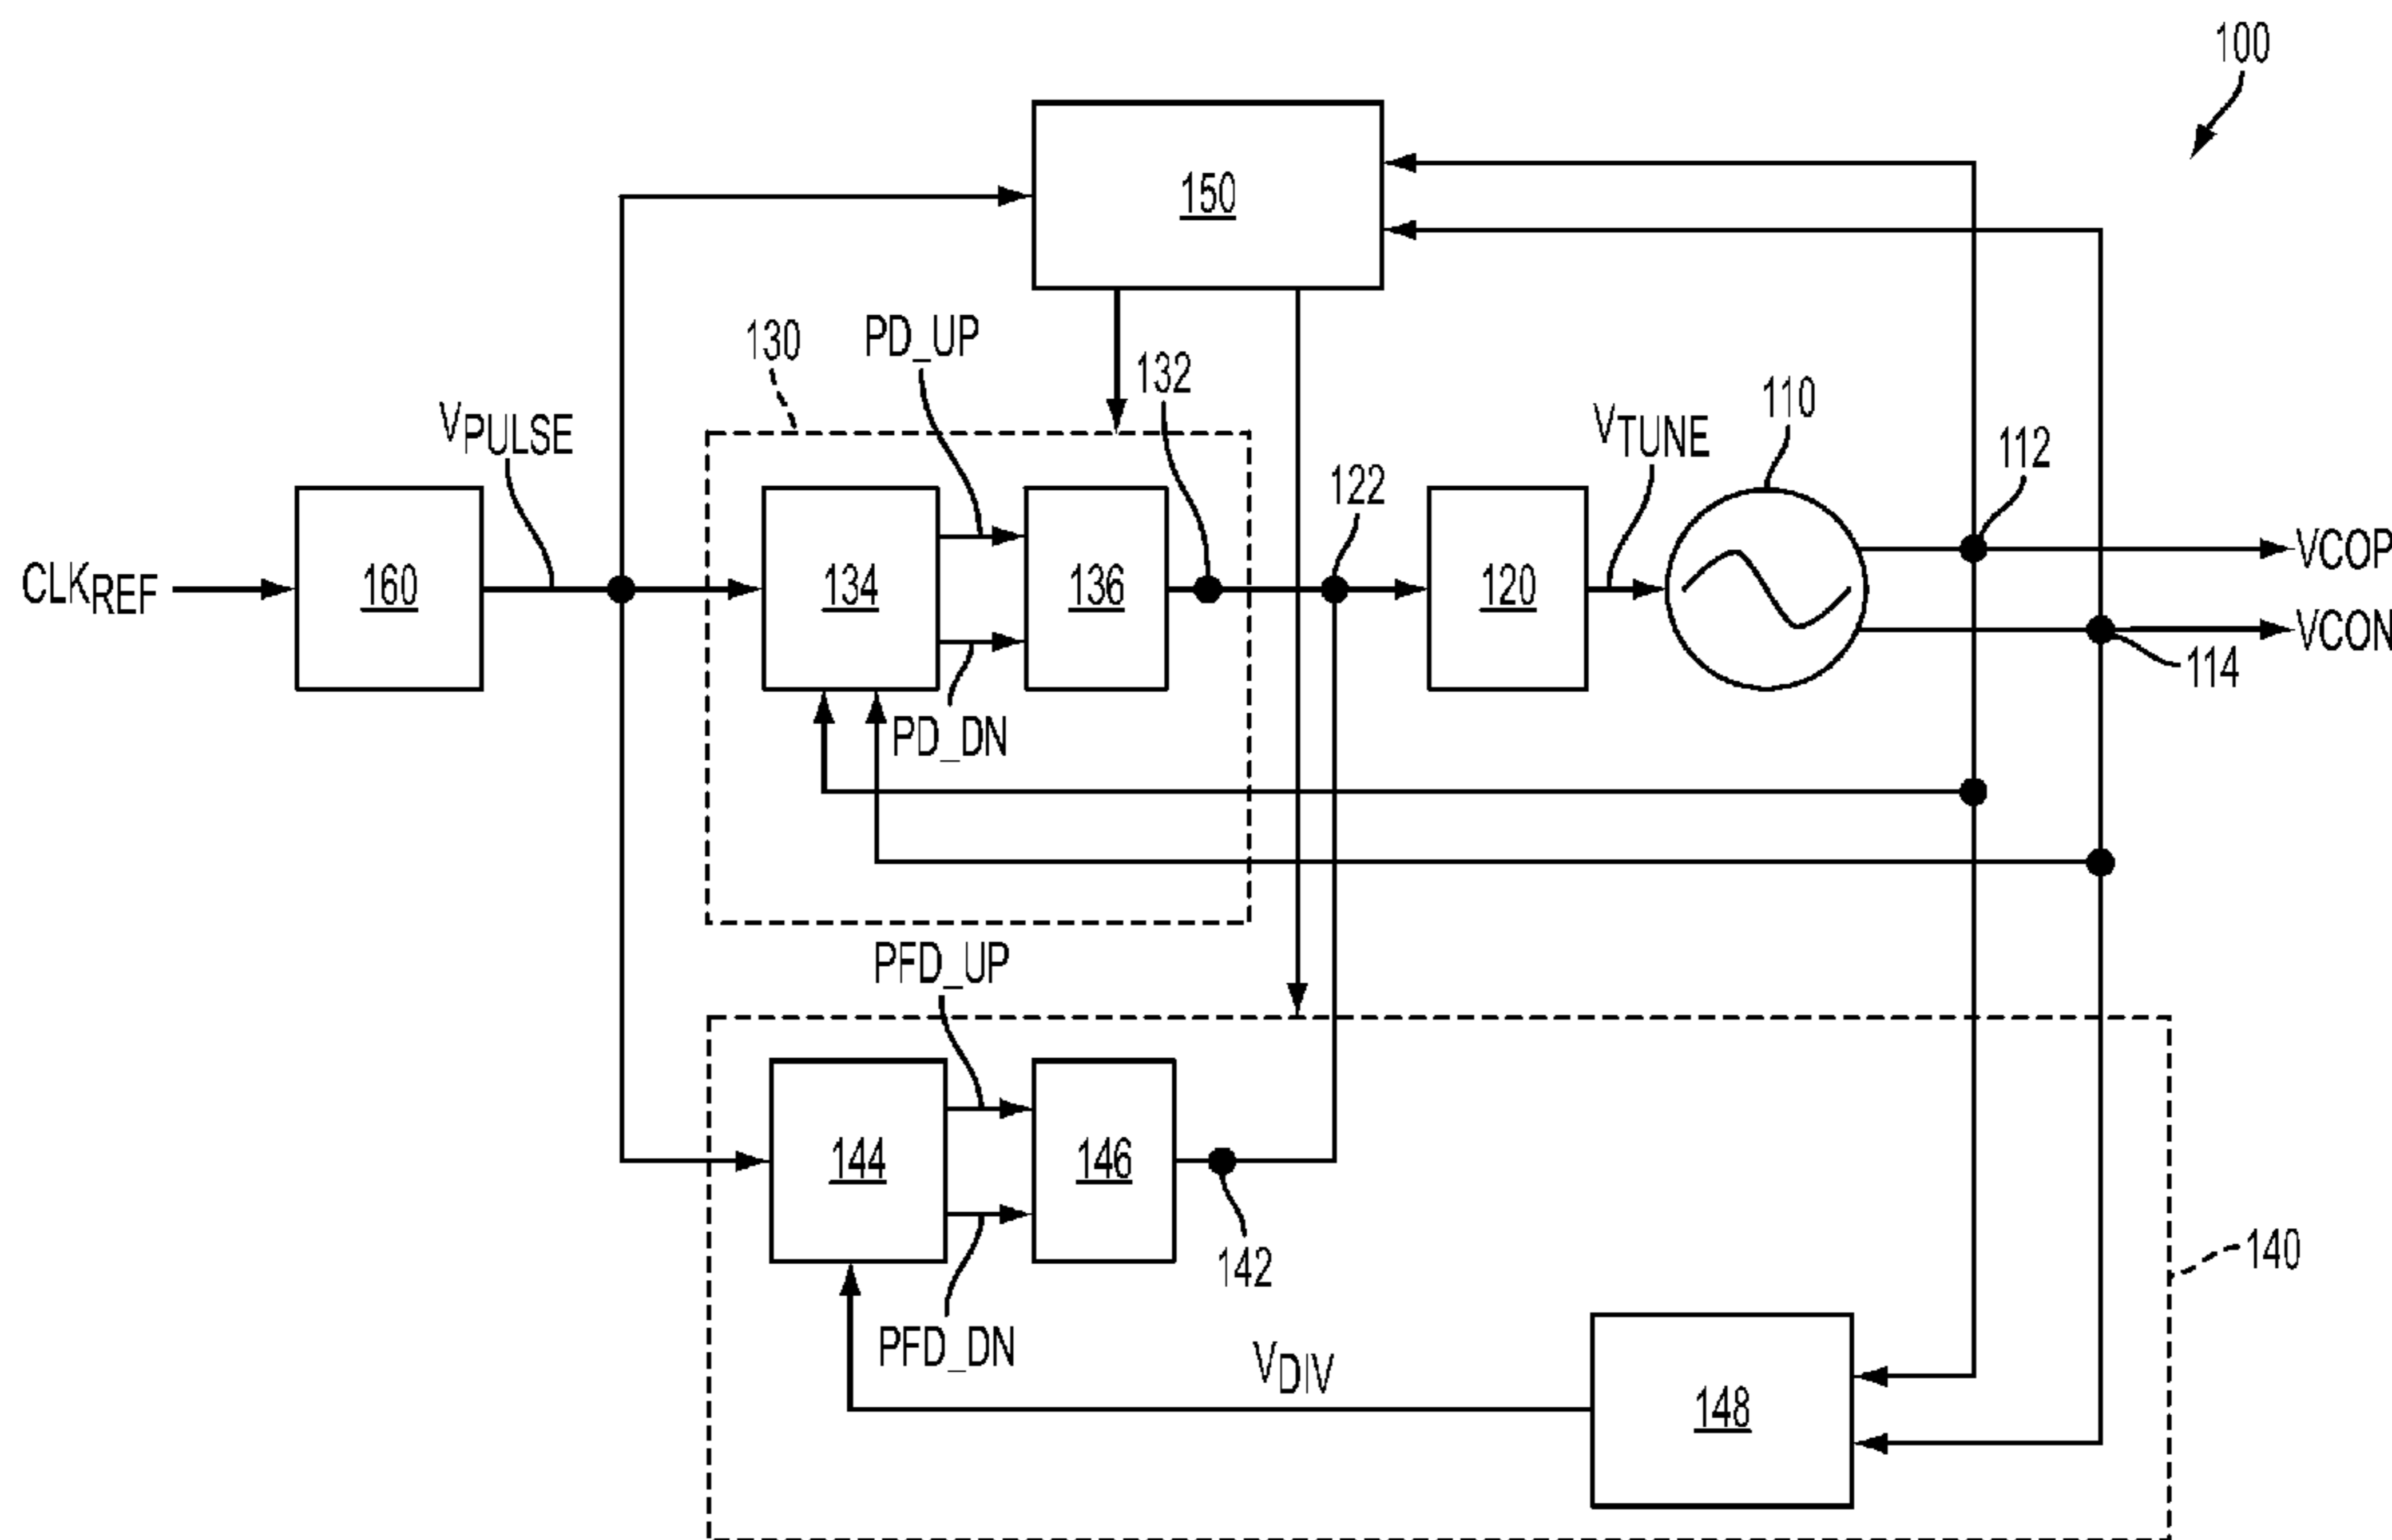 100
150
130
PD_UP
132
VPULSE
122
VTUNE
110
112
CLKREF
160
134
136
120
VCOP
VCON
114
PD_DN
PFD_UP
144
146
142
140
PFD_DN
VDIV
148